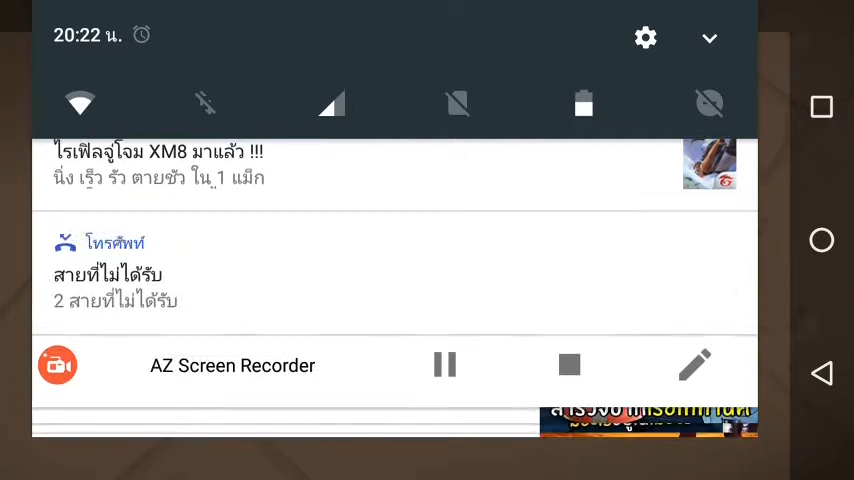 20:22 น.
ไรเฟิลจู่โจม XM8 มาแล้ว !!!
นิ่ง เร็ว รัว ตายชัว ใน 1 แม็ก
โทรศัพท์
สายที่ไม่ได้รับ
2 สายที่ไม่ได้รับ
AZ Screen Recorder